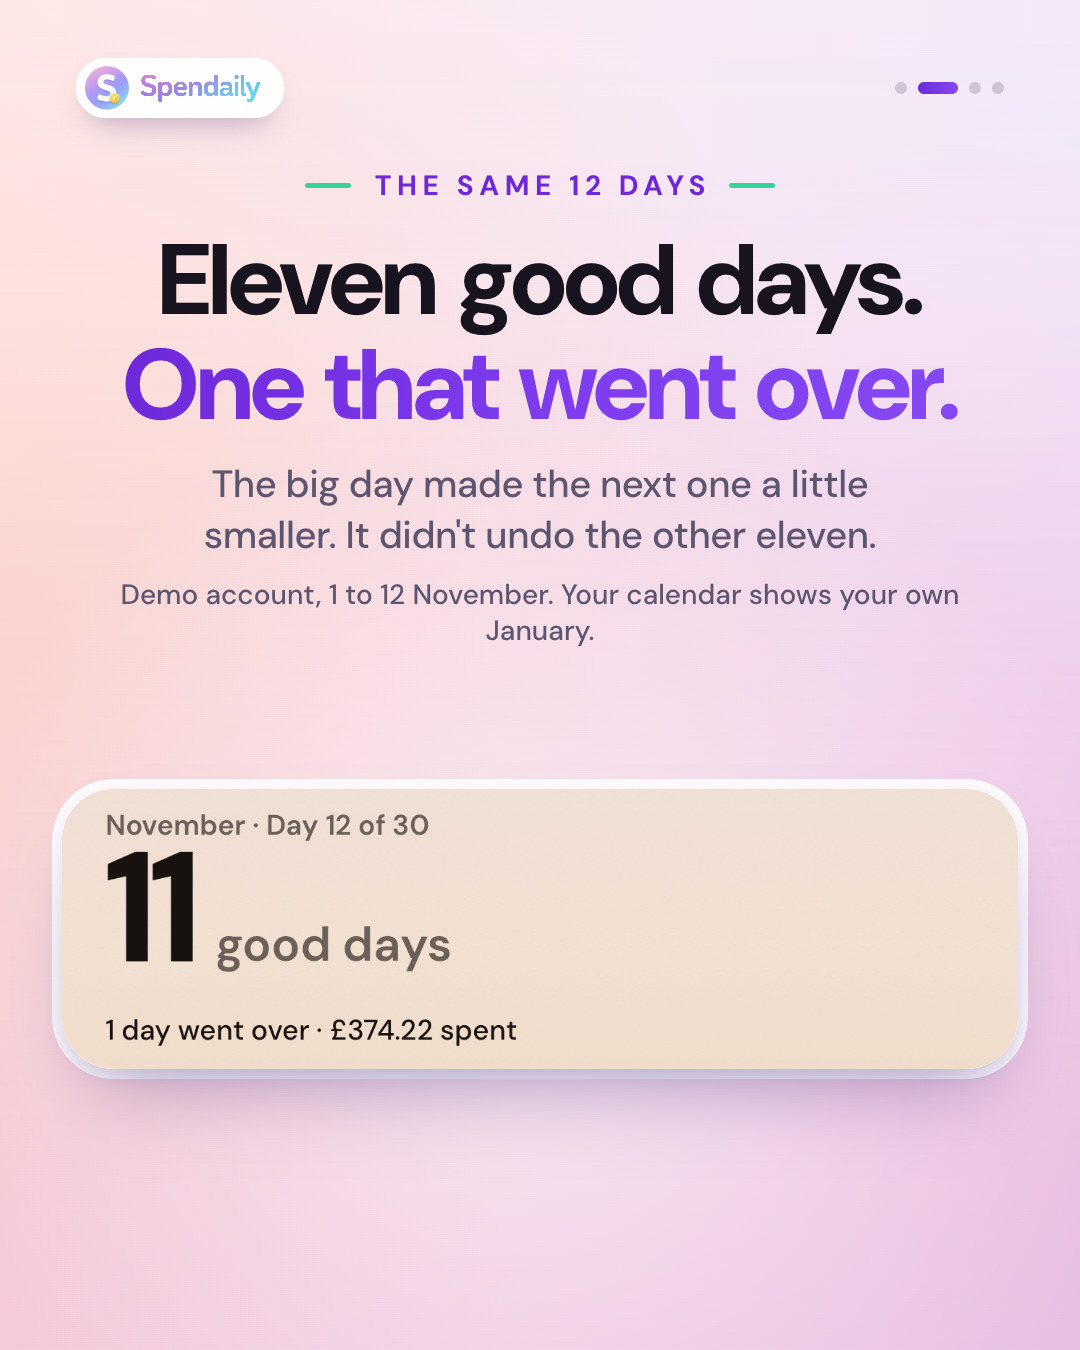 Spendaily
THE SAME 12 DAYS
Eleven good days.
One that went over.
The big day made the next one a little
smaller. It didn't undo the other eleven.
Demo account, 1 to 12 November. Your calendar shows your own
January.
November · Day 12 of 30
11 good days
1 day went over · £374.22 spent